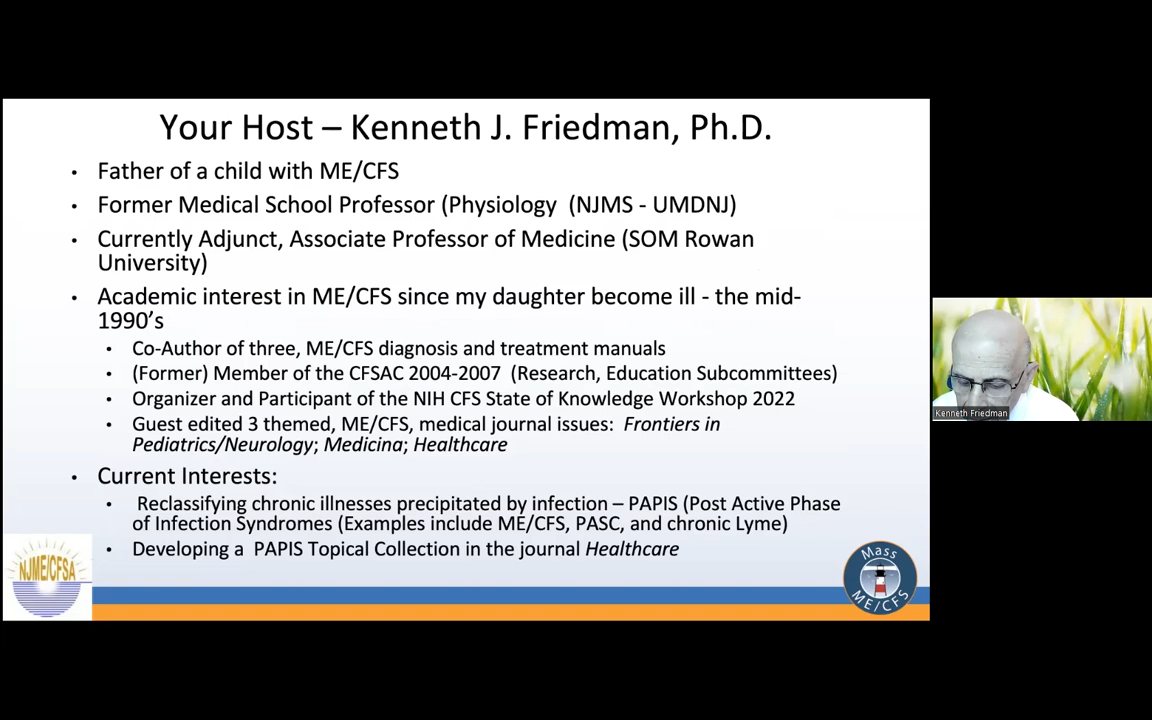 Your Host – Kenneth J. Friedman, Ph.D.
• Father of a child with ME/CFS
• Former Medical School Professor (Physiology (NJMS - UMDNJ)
• Currently Adjunct, Associate Professor of Medicine (SOM Rowan
University)
• Academic interest in ME/CFS since my daughter become ill - the mid-
1990’s
• Co-Author of three, ME/CFS diagnosis and treatment manuals
• (Former) Member of the CFSAC 2004-2007 (Research, Education Subcommittees)
• Organizer and Participant of the NIH CFS State of Knowledge Workshop 2022
• Guest edited 3 themed, ME/CFS, medical journal issues: Frontiers in
Pediatrics/Neurology; Medicina; Healthcare
• Current Interests:
• Reclassifying chronic illnesses precipitated by infection – PAPIS (Post Active Phase
of Infection Syndromes (Examples include ME/CFS, PASC, and chronic Lyme)
• Developing a PAPIS Topical Collection in the journal Healthcare
NJME/CFSA
Mass
ME/CFS
Kenneth Friedman